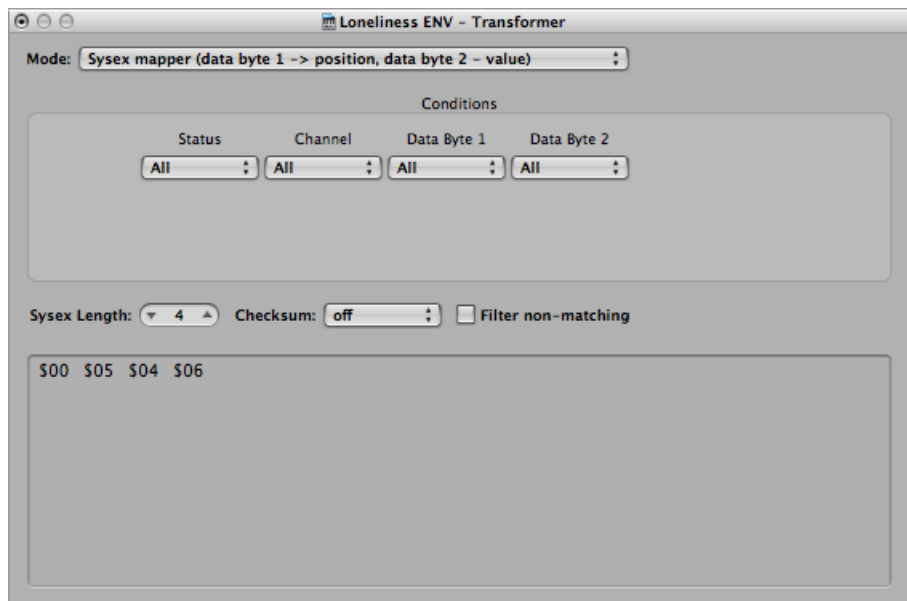 Loneliness ENV – Transformer
Mode: Sysex mapper (data byte 1 -> position, data byte 2 - value)
Conditions
Status Channel Data Byte 1 Data Byte 2
All All All All
Sysex Length: 4 Checksum: off Filter non-matching
$00 $05 $04 $06